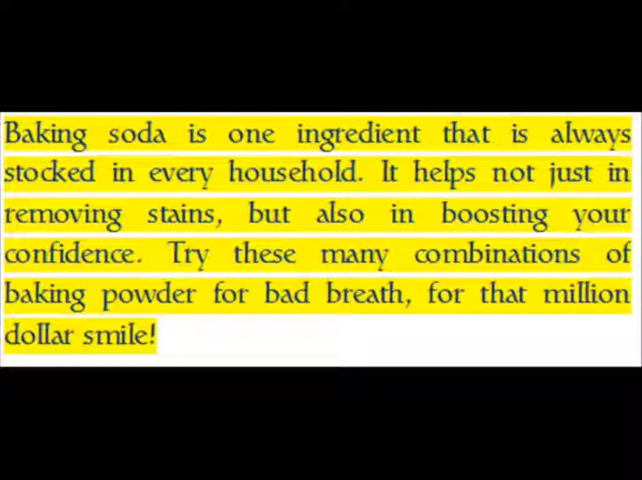 Baking soda is one ingredient that is always
stocked in every household. It helps not just in
removing stains, but also in boosting your
confidence. Try these many combinations of
baking powder for bad breath, for that million
dollar smile!